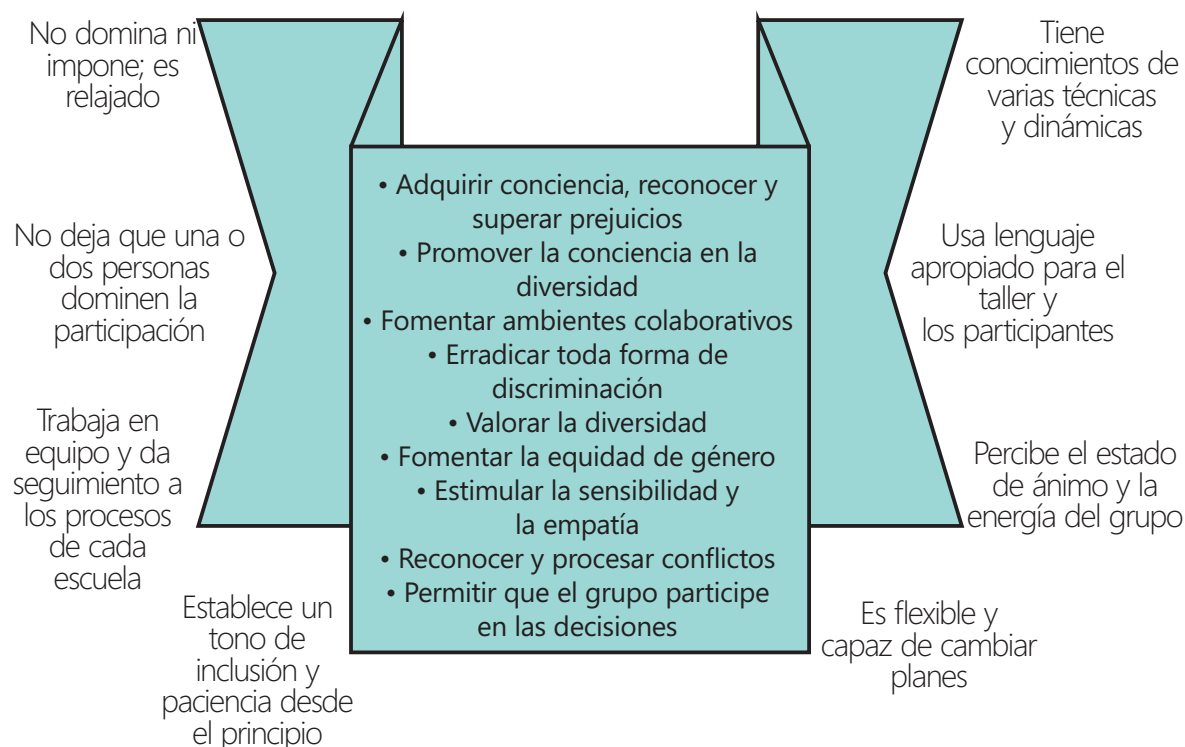 No domina ni
impone; es
relajado
No deja que una o
dos personas
dominen la
participación
Trabaja en
equipo y da
seguimiento a
los procesos
de cada
escuela
Establece un
tono de
inclusión y
paciencia desde
el principio
• Adquirir conciencia, reconocer y
superar prejuicios
• Promover la conciencia en la
diversidad
• Fomentar ambientes colaborativos
• Erradicar toda forma de
discriminación
• Valorar la diversidad
• Fomentar la equidad de género
• Estimular la sensibilidad y
la empatía
• Reconocer y procesar conflictos
• Permitir que el grupo participe
en las decisiones
Tiene
conocimientos de
varias técnicas
y dinámicas
Usa lenguaje
apropiado para el
taller y
los participantes
Percibe el estado
de ánimo y la
energía del grupo
Es flexible y
capaz de cambiar
planes